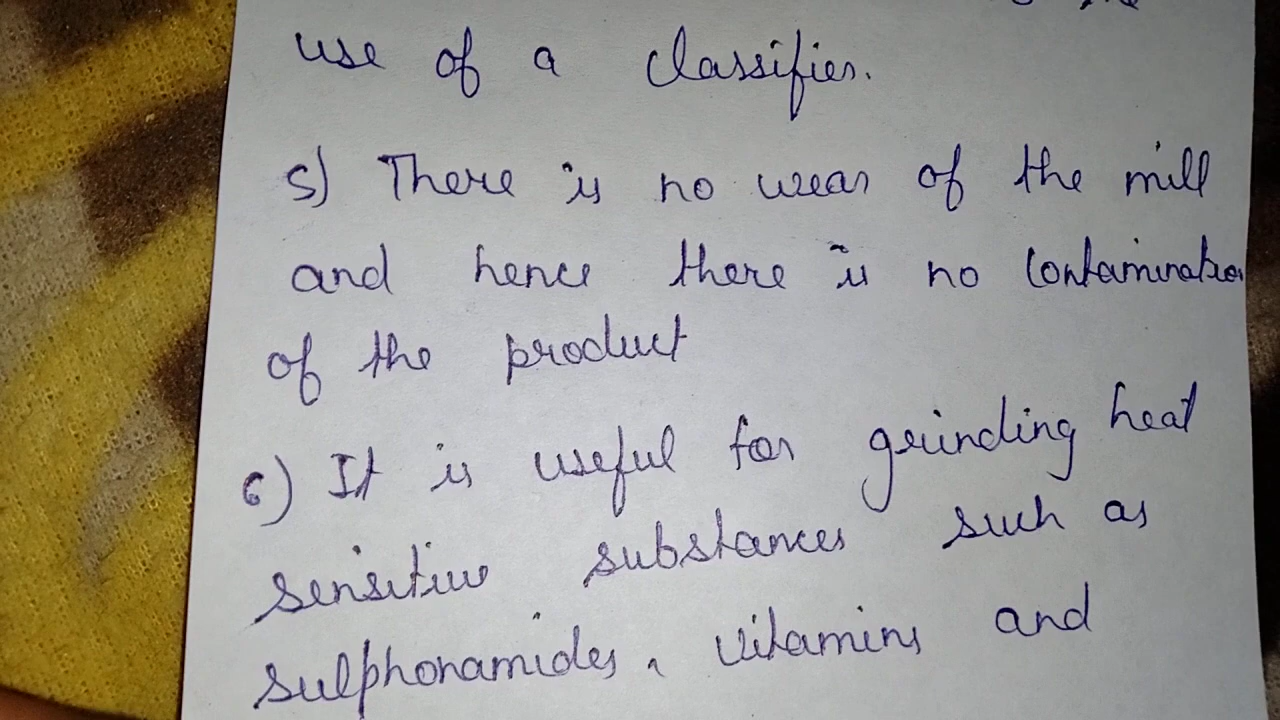 use of a classifier.
5) There is no wear of the mill
and hence there is no contamination
of the product
6) It is useful for grinding heat
sensitive substances such as
sulphonamides, vitamins and